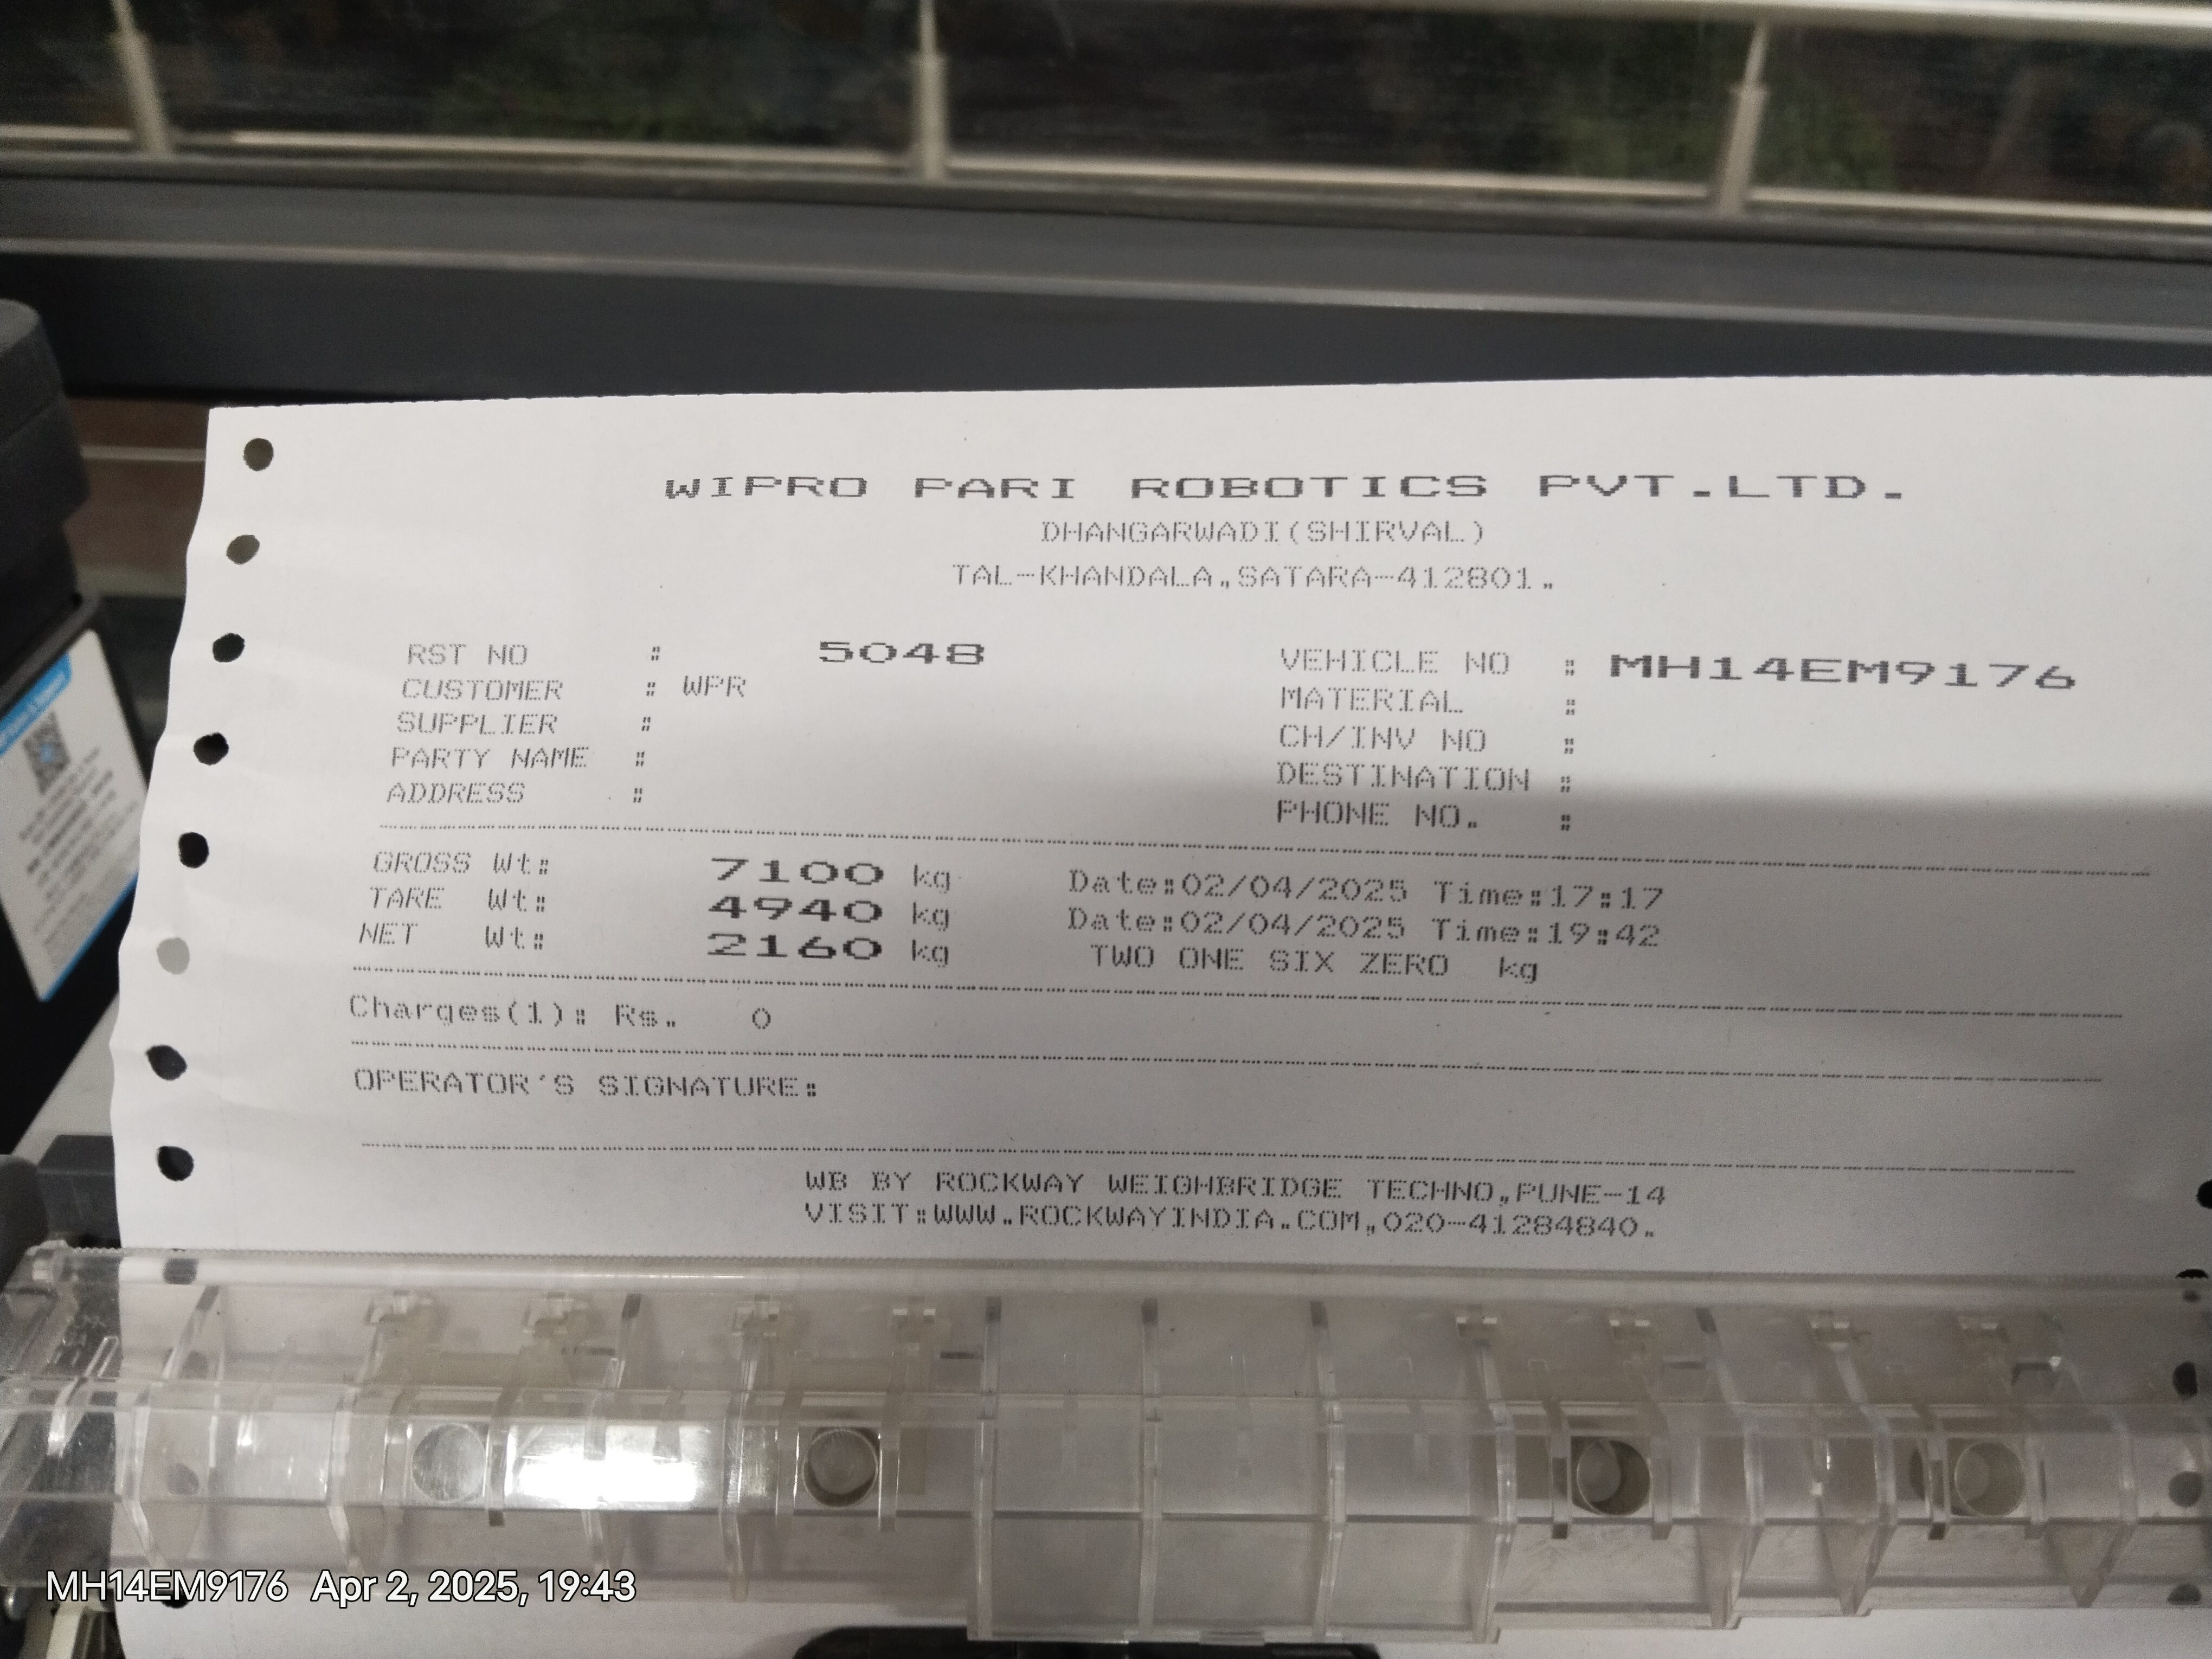 WIPRO PARI ROBOTICS PVT.LTD.
DHANGARWADI(SHIRVAL)
TAL-KHANDALA,SATARA-412801.
RST NO : 5048 VEHICLE NO : MH14EM9176
CUSTOMER : WPR MATERIAL :
SUPPLIER : CH/INV NO :
PARTY NAME : DESTINATION :
ADDRESS : PHONE NO. :
GROSS Wt: 7100 kg Date:02/04/2025 Time:17:17
TARE Wt: 4940 kg Date:02/04/2025 Time:19:42
NET Wt: 2160 kg TWO ONE SIX ZERO kg
Charges(1): Rs. 0
OPERATOR'S SIGNATURE:
WB BY ROCKWAY WEIGHBRIDGE TECHNO,PUNE-14
VISIT:WWW.ROCKWAYINDIA.COM,020-41284840.
MH14EM9176 Apr 2, 2025, 19:43